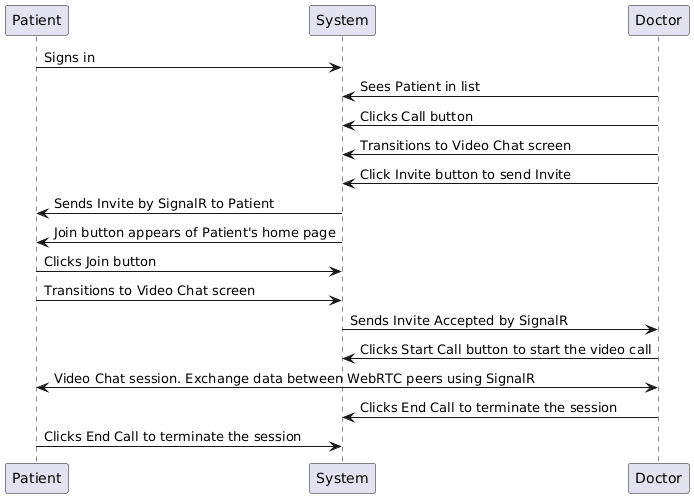 Patient System Doctor
Signs in
Sees Patient in list
Clicks Call button
Transitions to Video Chat screen
Click Invite button to send Invite
Sends Invite by SignalR to Patient
Join button appears of Patient's home page
Clicks Join button
Transitions to Video Chat screen
Sends Invite Accepted by SignalR
Clicks Start Call button to start the video call
Video Chat session. Exchange data between WebRTC peers using SignalR
Clicks End Call to terminate the session
Clicks End Call to terminate the session
Patient System Doctor